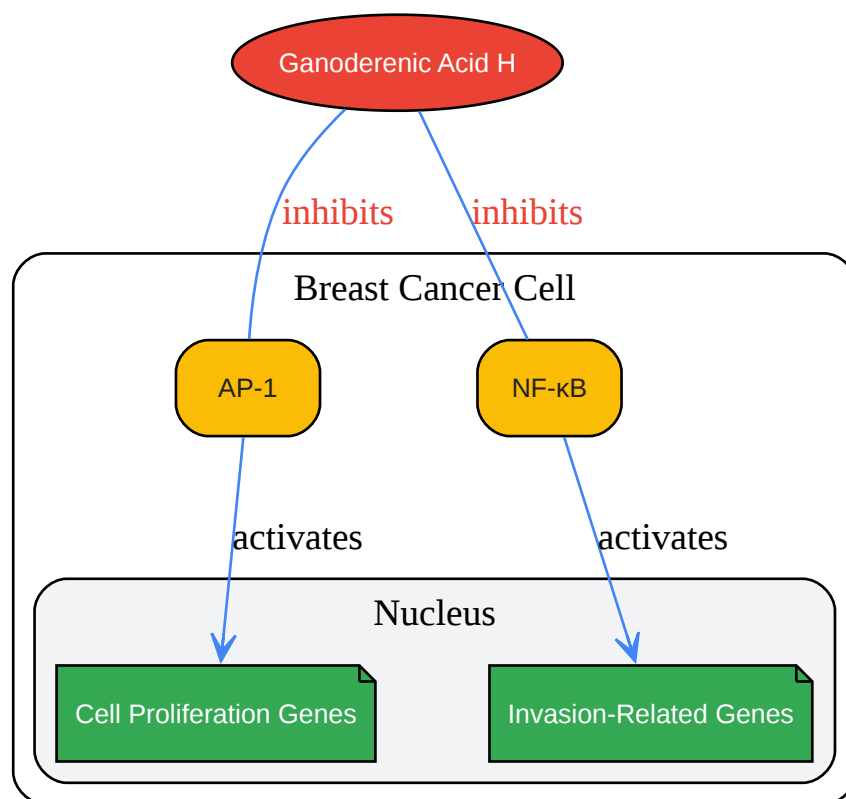 Ganoderenic Acid H
inhibits
inhibits
Breast Cancer Cell
AP-1
NF-κB
activates
activates
Nucleus
Cell Proliferation Genes
Invasion-Related Genes